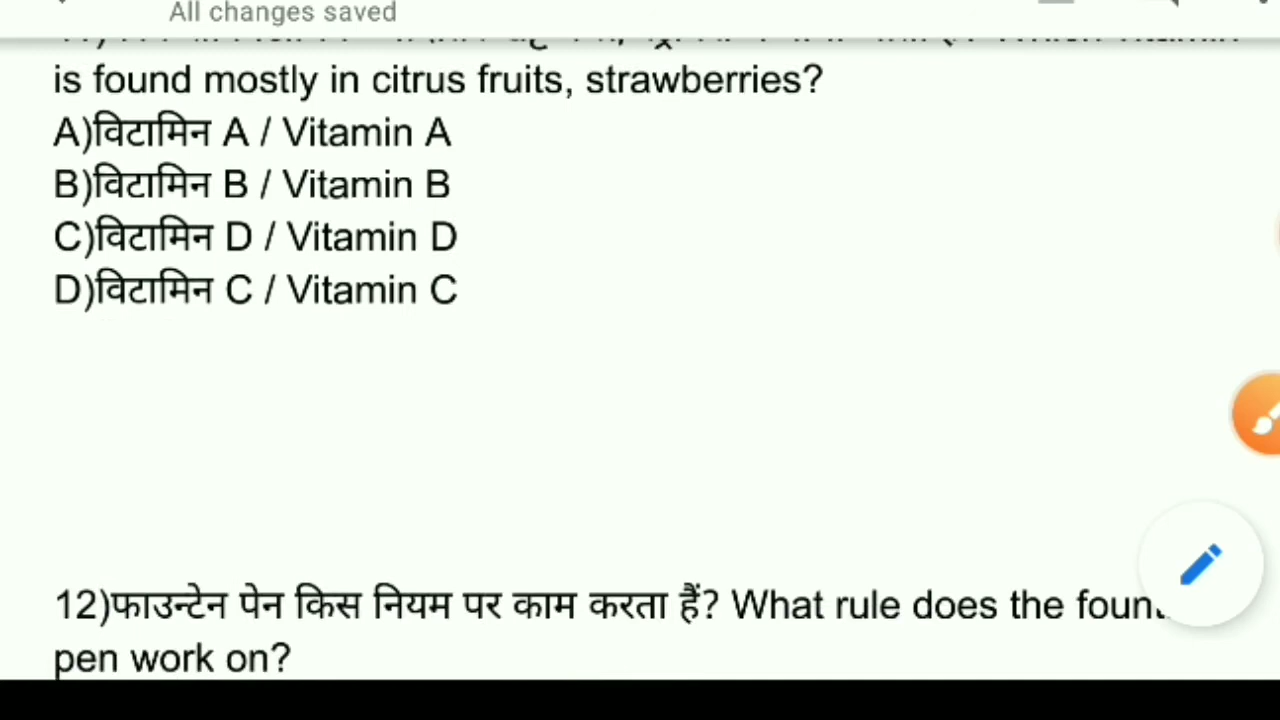 All changes saved
is found mostly in citrus fruits, strawberries?
A)विटामिन A / Vitamin A
B)विटामिन B / Vitamin B
C)विटामिन D / Vitamin D
D)विटामिन C / Vitamin C
12)फाउन्टेन पेन किस नियम पर काम करता हैं? What rule does the
pen work on?